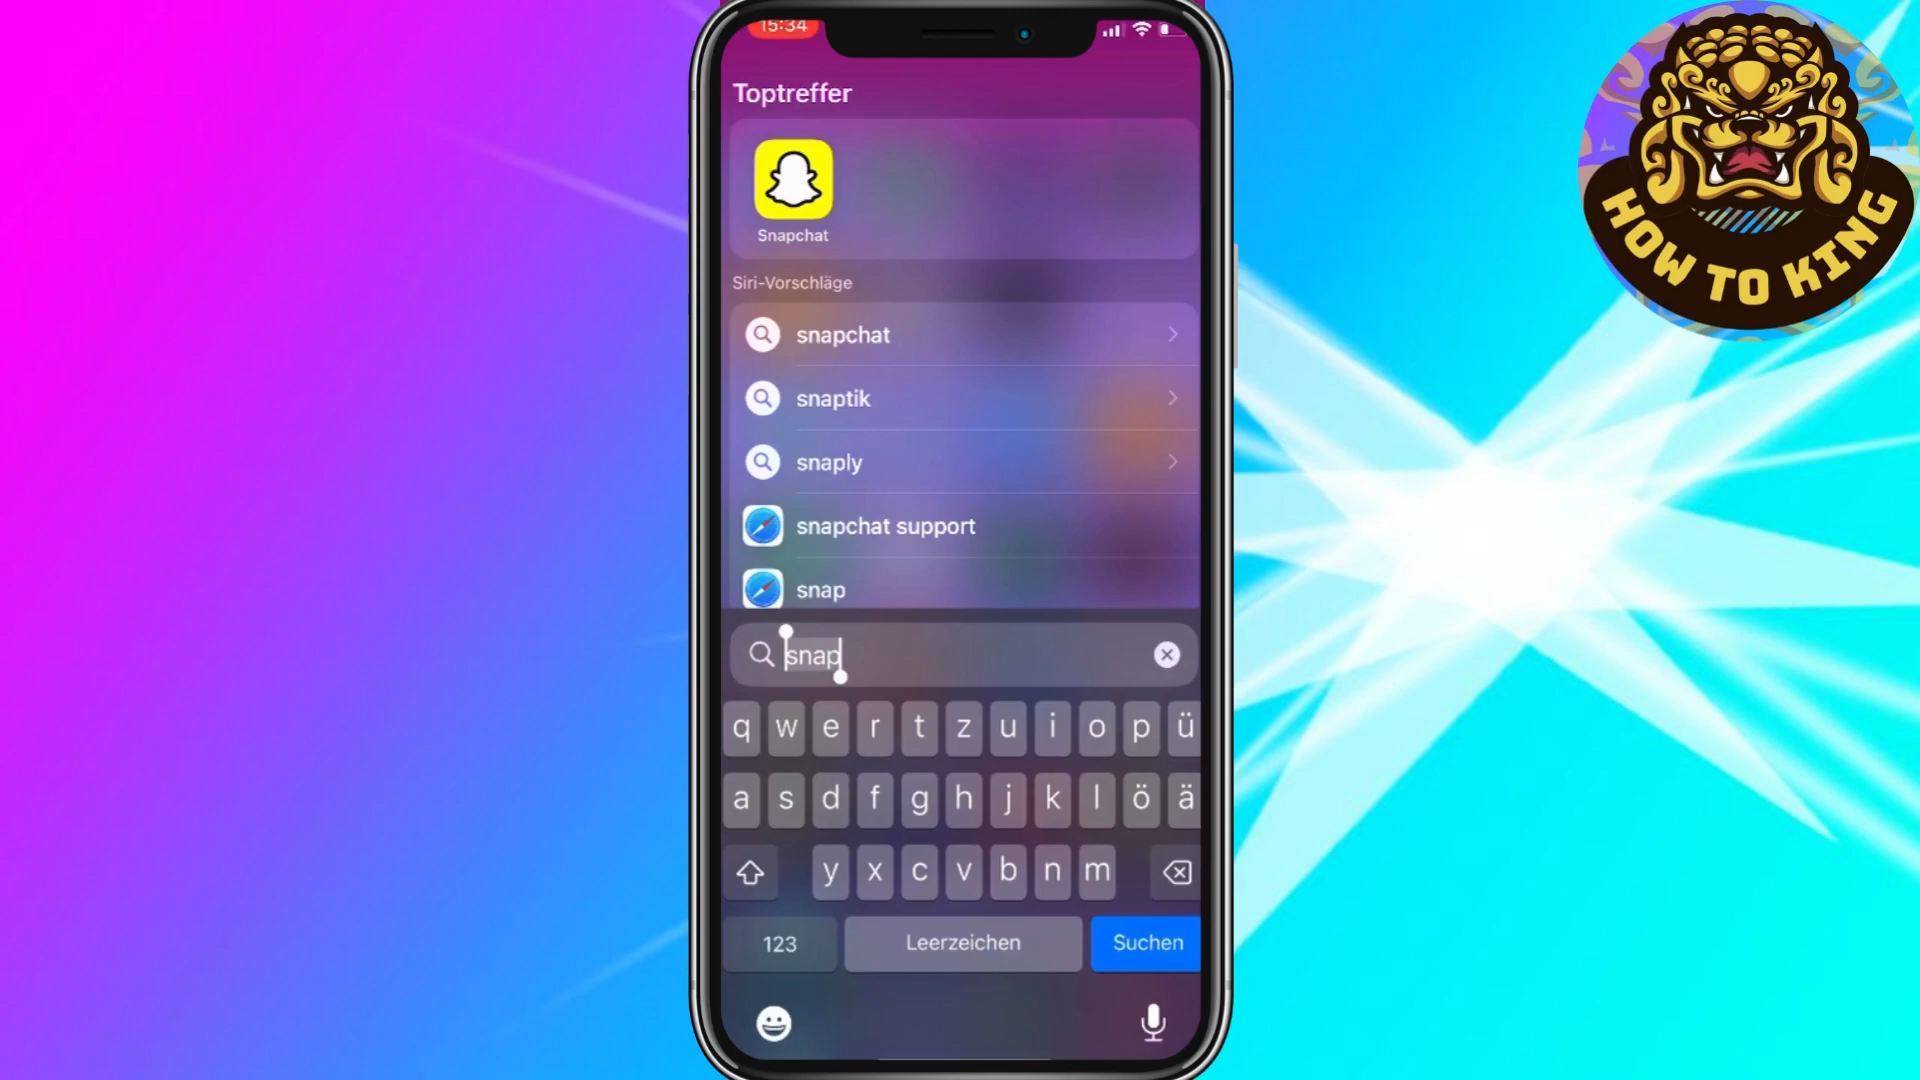 15:34
Toptreffer
Snapchat
Siri-Vorschläge
snapchat
snaptik
snaply
snapchat support
snap
snap
q w e r t z u i o p ü
a s d f g h j k l ö ä
y x c v b n m
123 Leerzeichen Suchen
HOW TO KING